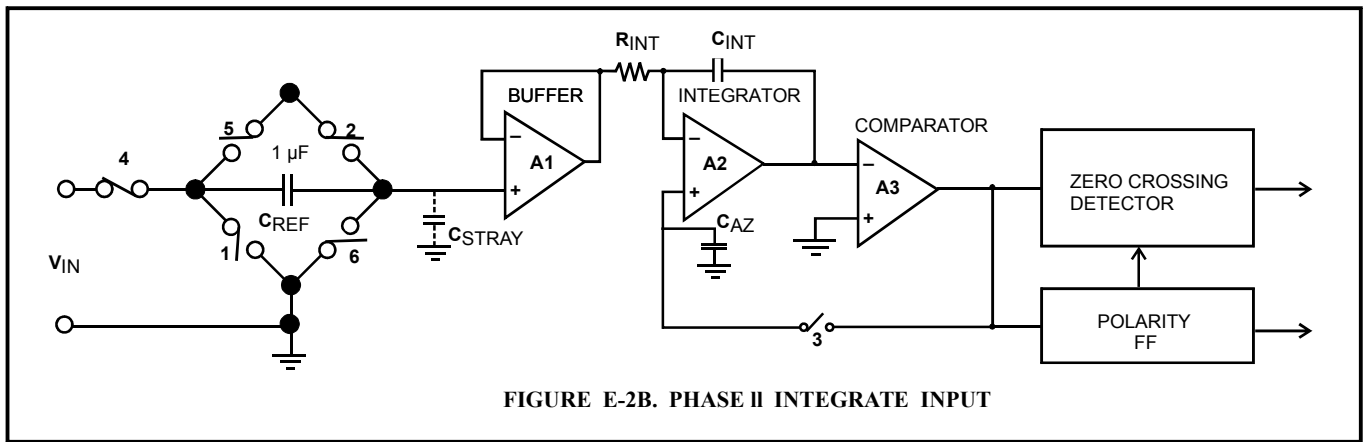 RINT
CINT
BUFFER
INTEGRATOR
COMPARATOR
5
2
4
1 µF
−
A1
+
−
A2
+
−
A3
+
ZERO CROSSING
DETECTOR
CREF
CSTRAY
CAZ
1
6
VIN
3
POLARITY
FF
FIGURE E-2B. PHASE ll INTEGRATE INPUT